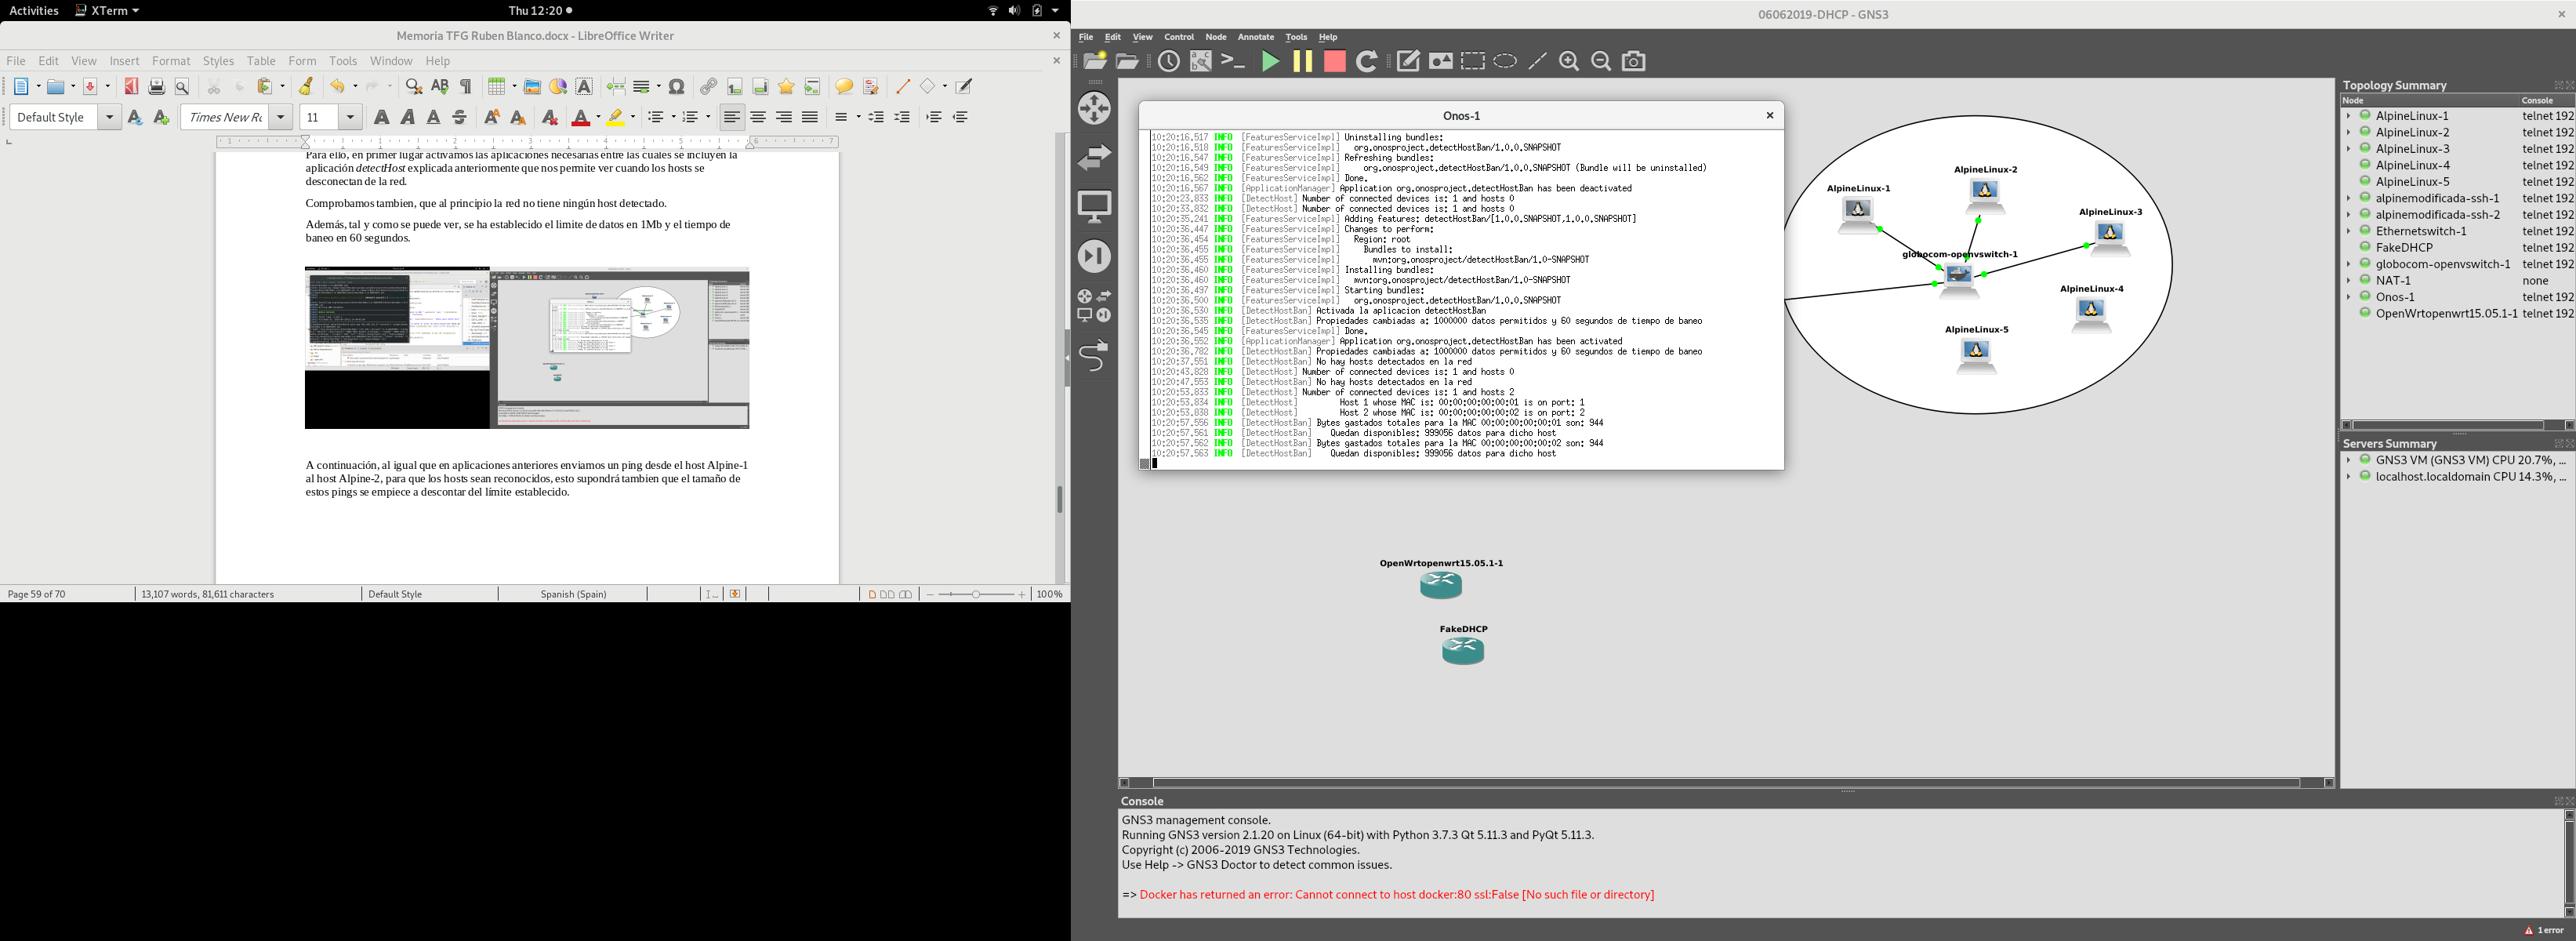 Activities
XTerm
Thu 12:20
Memoria TFG Ruben Blanco.docx - LibreOffice Writer
File Edit View Insert Format Styles Table Form Tools Window Help
Default Style
Times New Ro
11
Para ello, en primer lugar activamos las aplicaciones necesarias entre las cuales se incluyen la
aplicación detectHost explicada anteriormente que nos permite ver cuando los hosts se
desconectan de la red.
Comprobamos tambien, que al principio la red no tiene ningún host detectado.
Además, tal y como se puede ver, se ha establecido el limite de datos en 1Mb y el tiempo de
baneo en 60 segundos.
A continuación, al igual que en aplicaciones anteriores enviamos un ping desde el host Alpine-1
al host Alpine-2, para que los hosts sean reconocidos, esto supondrá tambien que el tamaño de
estos pings se empiece a descontar del límite establecido.
Page 59 of 70
13,107 words, 81,611 characters
Default Style
Spanish (Spain)
100%
06062019-DHCP - GNS3
File Edit View Control Node Annotate Tools Help
Onos-1
10:20:16.517 INFO [FeaturesServiceImpl] Uninstalling bundles:
10:20:16.518 INFO [FeaturesServiceImpl] org.onosproject.detectHostBan/1.0.0.SNAPSHOT
10:20:16.547 INFO [FeaturesServiceImpl] Refreshing bundles:
10:20:16.549 INFO [FeaturesServiceImpl] org.onosproject.detectHostBan/1.0.0.SNAPSHOT (Bundle will be uninstalled)
10:20:16.562 INFO [FeaturesServiceImpl] Done.
10:20:16.567 INFO [ApplicationManager] Application org.onosproject.detectHostBan has been deactivated
10:20:23.833 INFO [DetectHost] Number of connected devices is: 1 and hosts 0
10:20:33.832 INFO [DetectHost] Number of connected devices is: 1 and hosts 0
10:20:35.241 INFO [FeaturesServiceImpl] Adding features: detectHostBan/[1.0.0.SNAPSHOT,1.0.0.SNAPSHOT]
10:20:36.447 INFO [FeaturesServiceImpl] Changes to perform:
10:20:36.454 INFO [FeaturesServiceImpl] Region: root
10:20:36.455 INFO [FeaturesServiceImpl] Bundles to install:
10:20:36.455 INFO [FeaturesServiceImpl] mvn:org.onosproject/detectHostBan/1.0-SNAPSHOT
10:20:36.460 INFO [FeaturesServiceImpl] Installing bundles:
10:20:36.460 INFO [FeaturesServiceImpl] mvn:org.onosproject/detectHostBan/1.0-SNAPSHOT
10:20:36.497 INFO [FeaturesServiceImpl] Starting bundles:
10:20:36.500 INFO [FeaturesServiceImpl] org.onosproject.detectHostBan/1.0.0.SNAPSHOT
10:20:36.530 INFO [DetectHostBan] Activada la aplicacion detectHostBan
10:20:36.535 INFO [DetectHostBan] Propiedades cambiadas a: 1000000 datos permitidos y 60 segundos de tiempo de baneo
10:20:36.545 INFO [FeaturesServiceImpl] Done.
10:20:36.552 INFO [ApplicationManager] Application org.onosproject.detectHostBan has been activated
10:20:36.782 INFO [DetectHostBan] Propiedades cambiadas a: 1000000 datos permitidos y 60 segundos de tiempo de baneo
10:20:37.551 INFO [DetectHostBan] No hay hosts detectados en la red
10:20:43.828 INFO [DetectHost] Number of connected devices is: 1 and hosts 0
10:20:47.553 INFO [DetectHostBan] No hay hosts detectados en la red
10:20:53.833 INFO [DetectHost] Number of connected devices is: 1 and hosts 2
10:20:53.834 INFO [DetectHost] Host 1 whose MAC is: 00:00:00:00:00:01 is on port: 1
10:20:53.838 INFO [DetectHost] Host 2 whose MAC is: 00:00:00:00:00:02 is on port: 2
10:20:57.556 INFO [DetectHostBan] Bytes gastados totales para la MAC 00:00:00:00:00:01 son: 944
10:20:57.561 INFO [DetectHostBan] Quedan disponibles: 999056 datos para dicho host
10:20:57.562 INFO [DetectHostBan] Bytes gastados totales para la MAC 00:00:00:00:00:02 son: 944
10:20:57.563 INFO [DetectHostBan] Quedan disponibles: 999056 datos para dicho host
AlpineLinux-1
AlpineLinux-2
AlpineLinux-3
globocom-openvswitch-1
AlpineLinux-4
AlpineLinux-5
OpenWrtopenwrt15.05.1-1
FakeDHCP
Topology Summary
Node Console
AlpineLinux-1 telnet 192
AlpineLinux-2 telnet 192
AlpineLinux-3 telnet 192
AlpineLinux-4 telnet 192
AlpineLinux-5 telnet 192
alpinemodificada-ssh-1 telnet 192
alpinemodificada-ssh-2 telnet 192
Ethernetswitch-1 telnet 192
FakeDHCP telnet 192
globocom-openvswitch-1 telnet 192
NAT-1 none
Onos-1 telnet 192
OpenWrtopenwrt15.05.1-1 telnet 192
Servers Summary
GNS3 VM (GNS3 VM) CPU 20.7%, ...
localhost.localdomain CPU 14.3%, ...
Console
GNS3 management console.
Running GNS3 version 2.1.20 on Linux (64-bit) with Python 3.7.3 Qt 5.11.3 and PyQt 5.11.3.
Copyright (c) 2006-2019 GNS3 Technologies.
Use Help -> GNS3 Doctor to detect common issues.
=> Docker has returned an error: Cannot connect to host docker:80 ssl:False [No such file or directory]
1 error